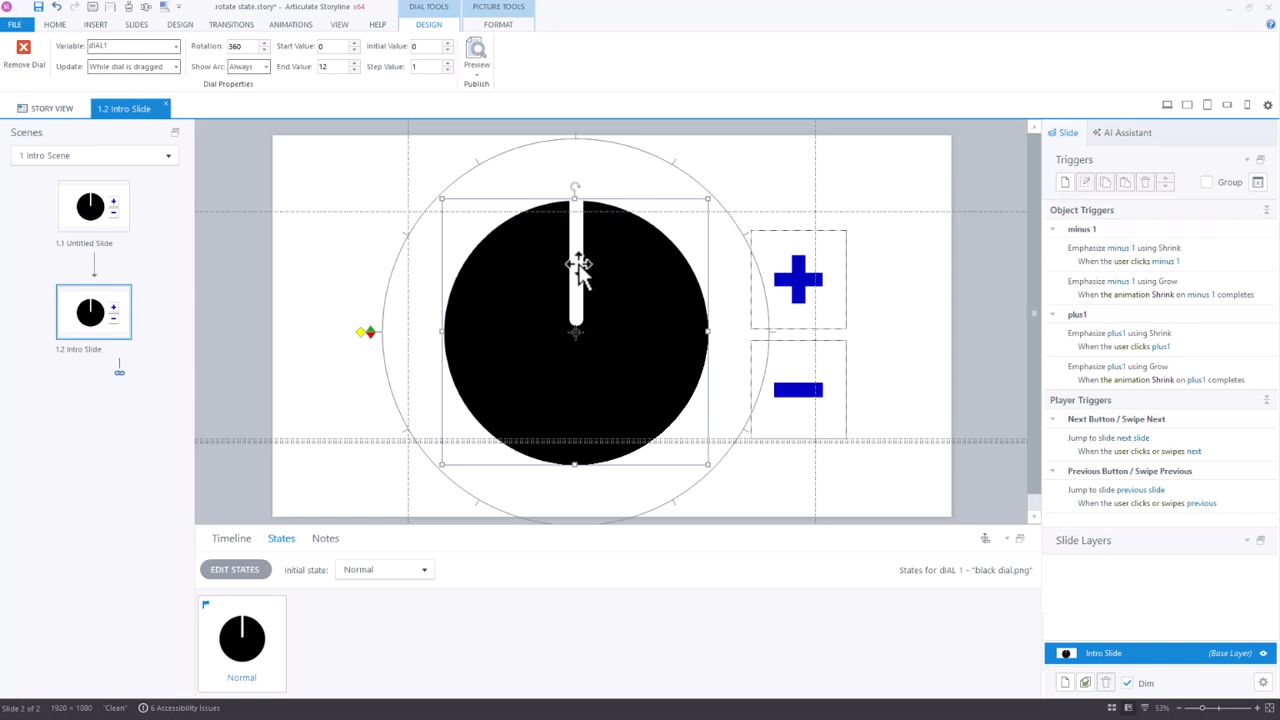 rotate state.story* - Articulate Storyline x64
DIAL TOOLS
PICTURE TOOLS
FILE
HOME
INSERT
SLIDES
DESIGN
TRANSITIONS
ANIMATIONS
VIEW
HELP
DESIGN
FORMAT
Variable: dIAL1
Rotation: 360
Start Value: 0
Initial Value: 0
Update: While dial is dragged
Show Arc: Always
End Value: 12
Step Value: 1
Remove Dial
Preview
Dial Properties
Publish
STORY VIEW
1.2 Intro Slide
Scenes
1 Intro Scene
1.1 Untitled Slide
1.2 Intro Slide
Slide
AI Assistant
Triggers
Group
Object Triggers
minus 1
Emphasize minus 1 using Shrink
When the user clicks minus 1
Emphasize minus 1 using Grow
When the animation Shrink on minus 1 completes
plus1
Emphasize plus1 using Shrink
When the user clicks plus1
Emphasize plus1 using Grow
When the animation Shrink on plus1 completes
Player Triggers
Next Button / Swipe Next
Jump to slide next slide
When the user clicks or swipes next
Previous Button / Swipe Previous
Jump to slide previous slide
When the user clicks or swipes previous
Slide Layers
Intro Slide
(Base Layer)
Dim
Timeline
States
Notes
EDIT STATES
Initial state:
Normal
States for dIAL 1 - "black dial.png"
Normal
Slide 2 of 2
1920 × 1080
"Clean"
6 Accessibility Issues
53%